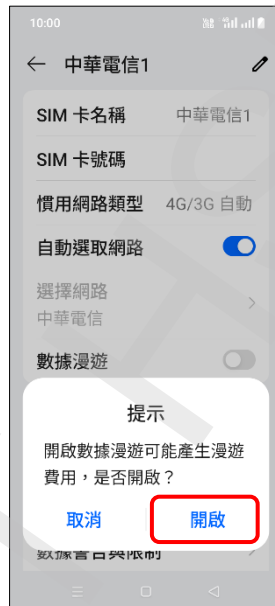 10:00
中華電信1
SIM 卡名稱 中華電信1
SIM 卡號碼
慣用網路類型 4G/3G 自動
自動選取網路
選擇網路
中華電信
數據漫遊
提示
開啟數據漫遊可能產生漫遊
費用，是否開啟？
取消 開啟
數據警告與限制